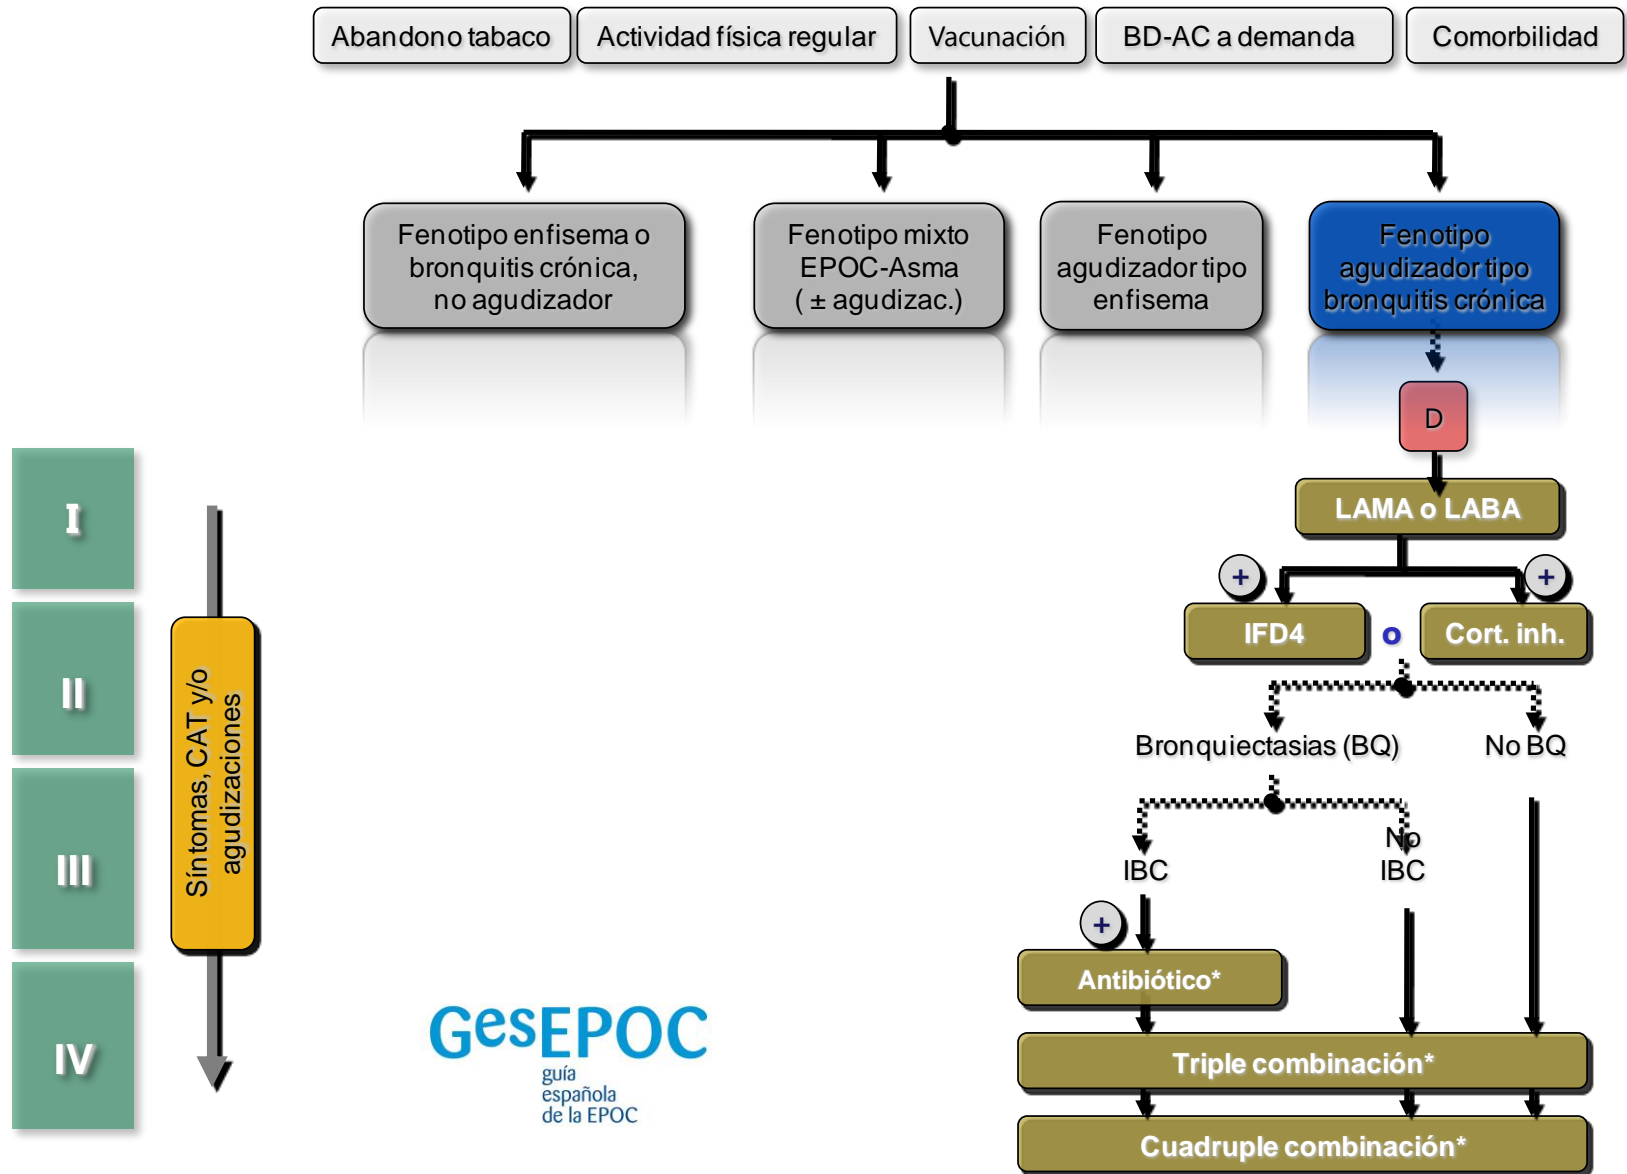 Abandono tabaco
Actividad física regular
Vacunación
BD-AC a demanda
Comorbilidad
Fenotipo enfisema o
bronquitis crónica,
no agudizador
Fenotipo mixto
EPOC-Asma
( ± agudizac.)
Fenotipo
agudizador tipo
enfisema
Fenotipo
agudizador tipo
bronquitis crónica
D
I
LAMA o LABA
+
+
IFD4
o
Cort. inh.
II
Síntomas, CAT y/o
agudizaciones
Bronquiectasias (BQ)
No BQ
III
IBC
No
IBC
+
Antibiótico*
IV
GesEPOC
guía
española
de la EPOC
Triple combinación*
Cuadruple combinación*